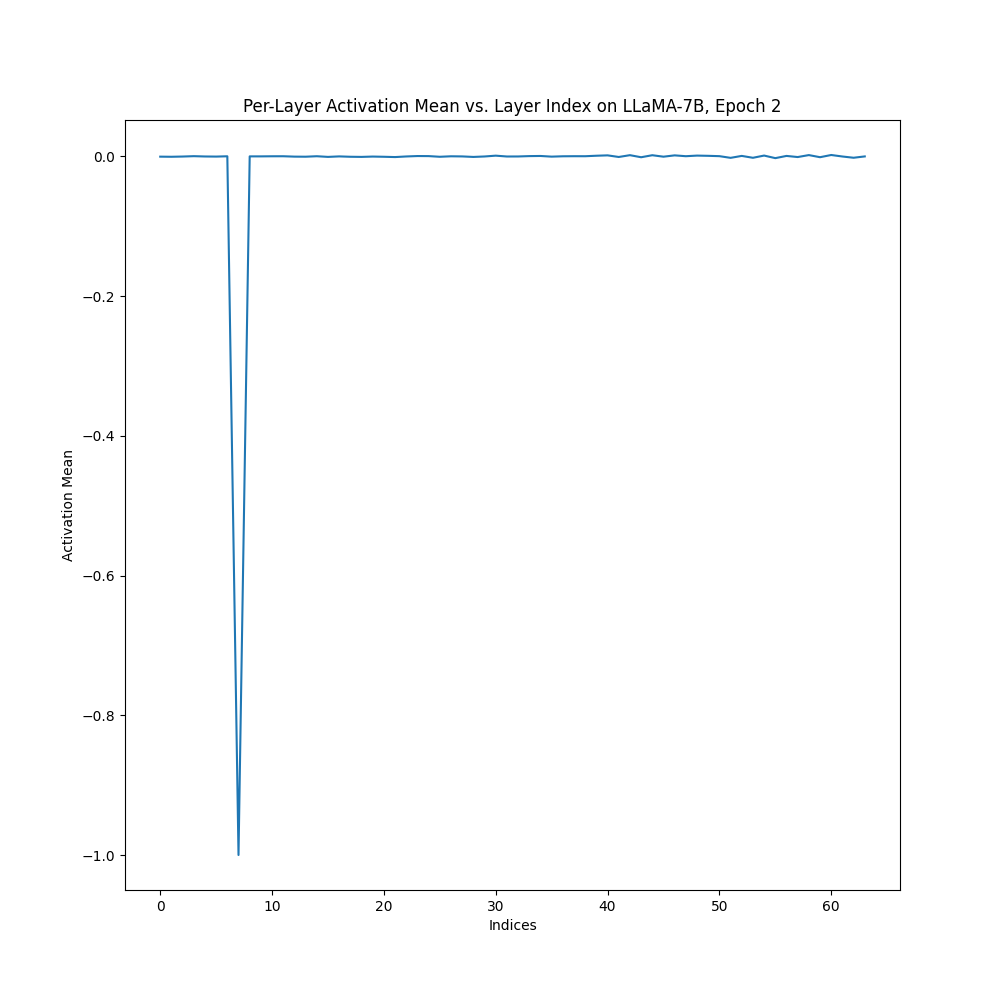 Per-Layer Activation Mean vs. Layer Index on LLaMA-7B, Epoch 2
0.0
−0.2
−0.4
−0.6
−0.8
−1.0
Activation Mean
0 10 20 30 40 50 60
Indices